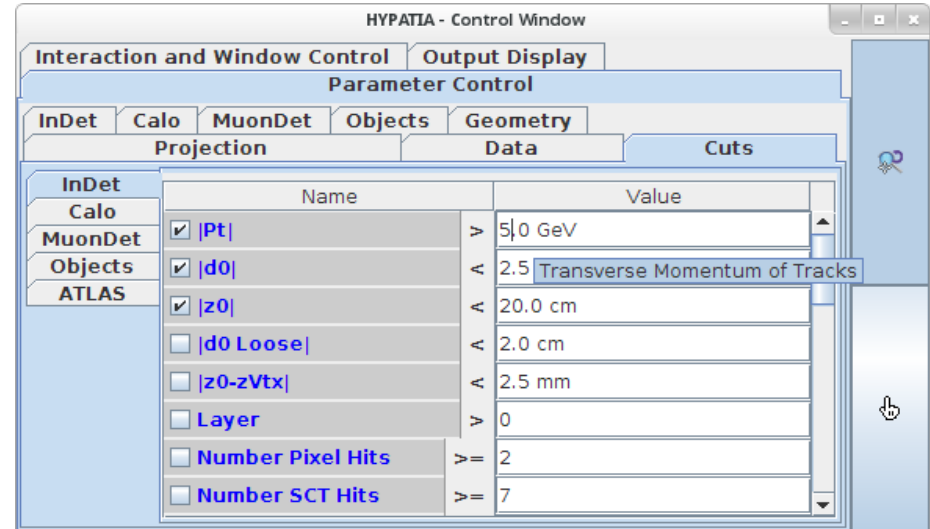 HYPATIA - Control Window
Interaction and Window Control Output Display
Parameter Control
InDet Calo MuonDet Objects Geometry
Projection Data Cuts
InDet
Calo
MuonDet
Objects
ATLAS
Name Value
|Pt| > 5.0 GeV
|d0| < 2.5
Transverse Momentum of Tracks
|z0| < 20.0 cm
|d0 Loose| < 2.0 cm
|z0-zVtx| < 2.5 mm
Layer > 0
Number Pixel Hits >= 2
Number SCT Hits >= 7